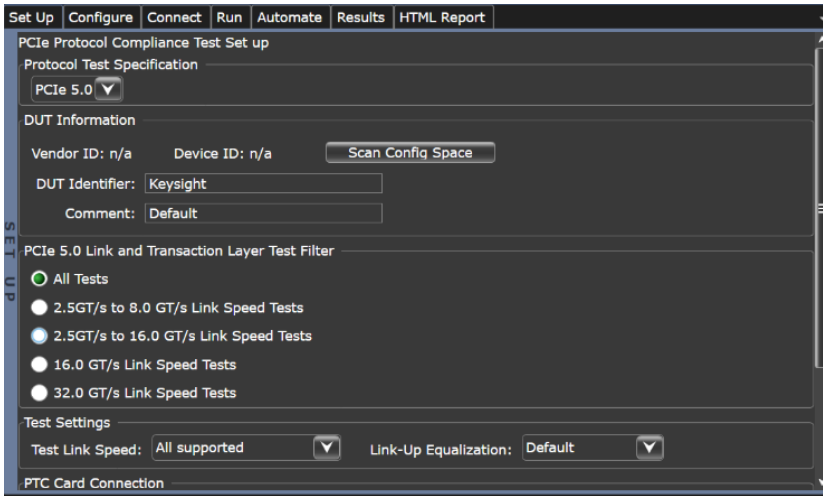 Set Up Configure Connect Run Automate Results HTML Report
PCIe Protocol Compliance Test Set up
Protocol Test Specification
PCIe 5.0
DUT Information
Vendor ID: n/a Device ID: n/a Scan Config Space
DUT Identifier: Keysight
Comment: Default
SET UP
PCIe 5.0 Link and Transaction Layer Test Filter
All Tests
2.5GT/s to 8.0 GT/s Link Speed Tests
2.5GT/s to 16.0 GT/s Link Speed Tests
16.0 GT/s Link Speed Tests
32.0 GT/s Link Speed Tests
Test Settings
Test Link Speed: All supported Link-Up Equalization: Default
PTC Card Connection